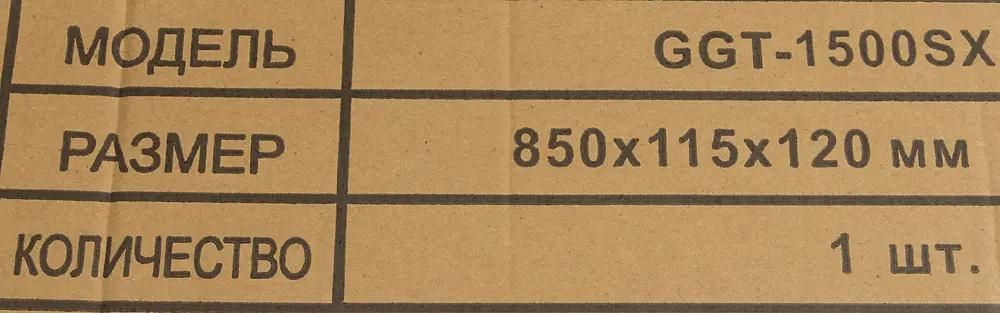 МОДЕЛЬ GGT-1500SX
РАЗМЕР 850x115x120 мм
КОЛИЧЕСТВО 1 шт.